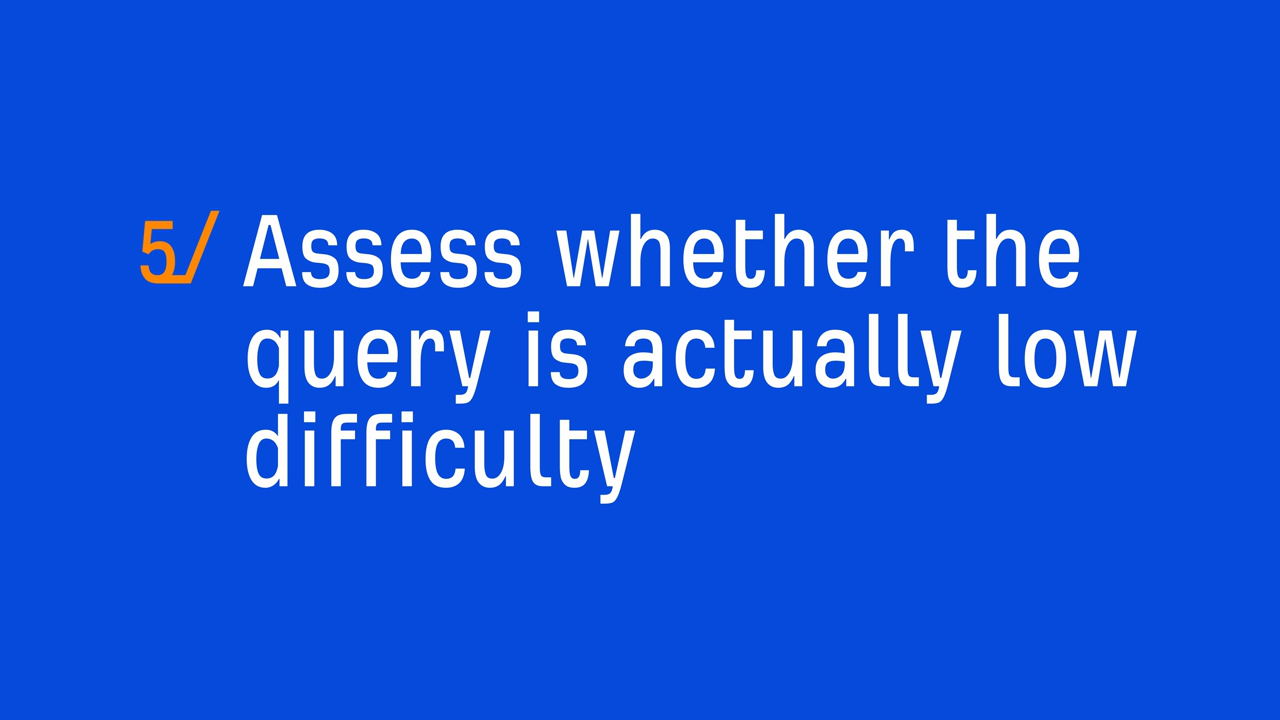 5/ Assess whether the
query is actually low
difficulty